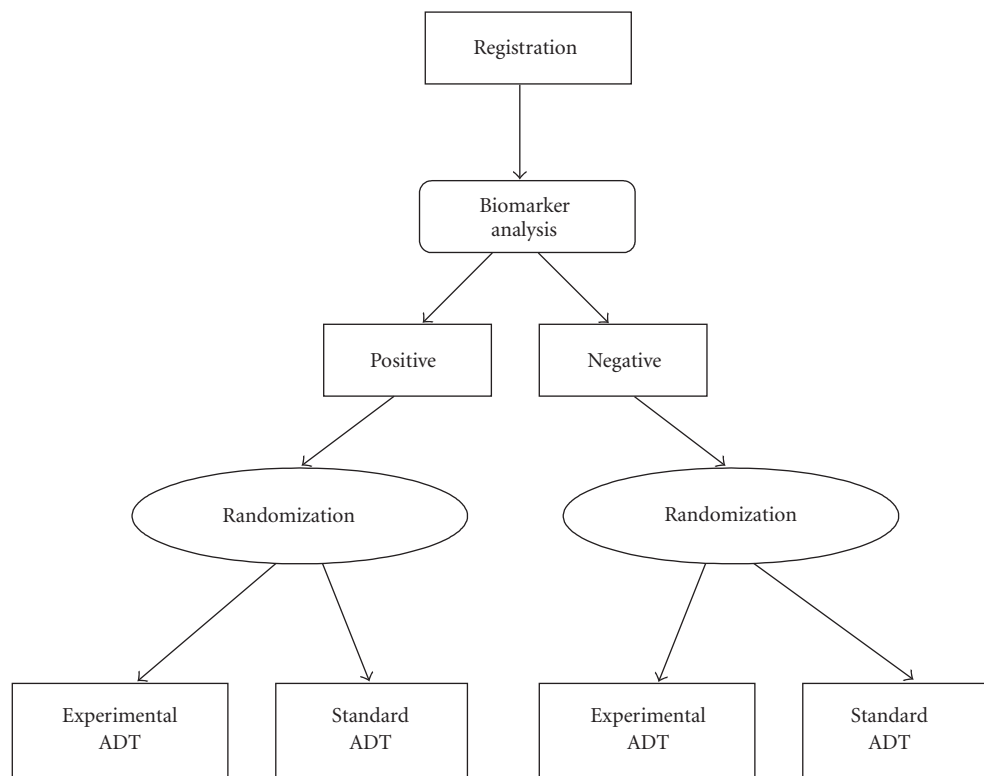 Registration
Biomarker
analysis
Positive
Negative
Randomization
Randomization
Experimental
ADT
Standard
ADT
Experimental
ADT
Standard
ADT